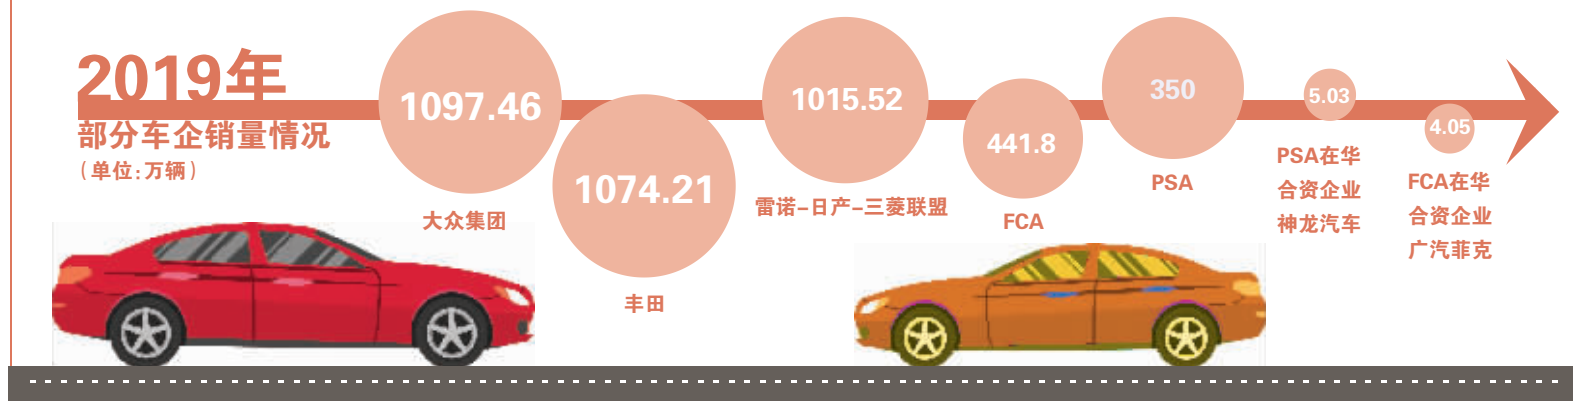 2019年
部分车企销量情况
（单位:万辆）
1097.46
大众集团
1074.21
丰田
1015.52
雷诺-日产-三菱联盟
441.8
FCA
350
PSA
5.03
PSA在华
合资企业
神龙汽车
4.05
FCA在华
合资企业
广汽菲克